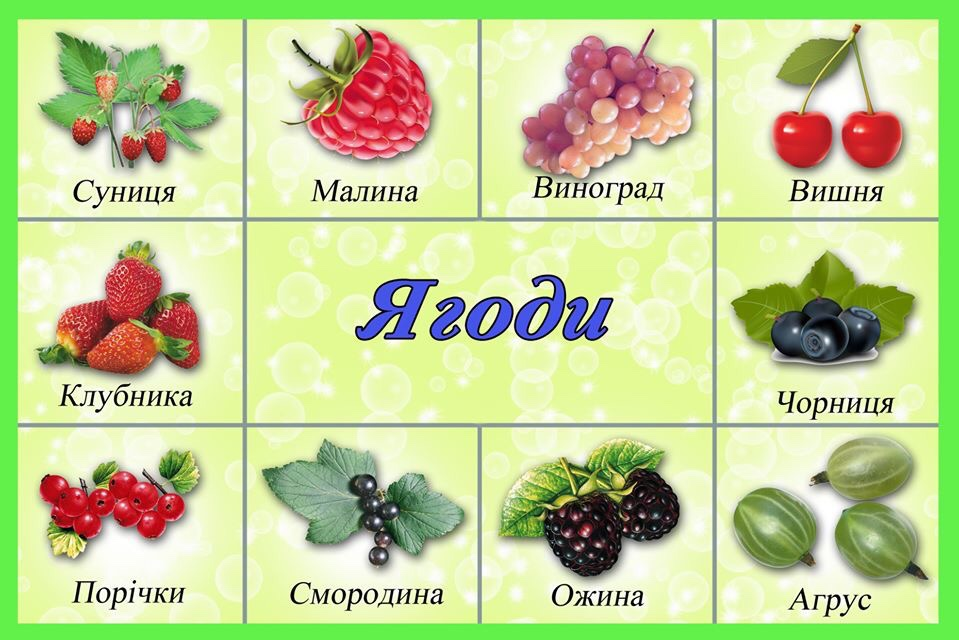 Суниця
Малина
Виноград
Вишня
Клубника
Ягоди
Чорниця
Порічки
Смородина
Ожина
Агрус